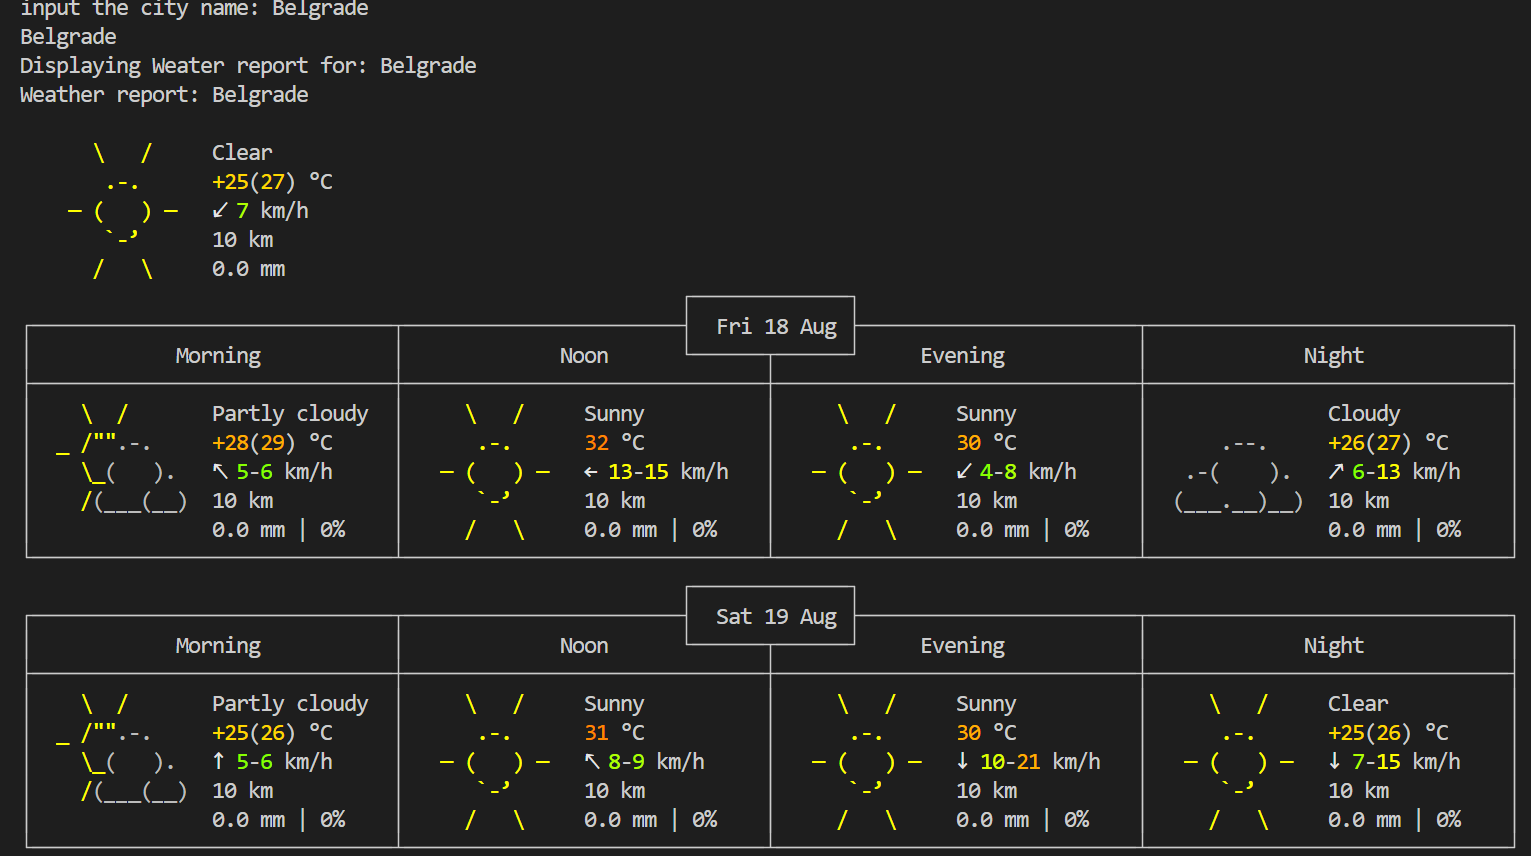 input the city name: Belgrade
Belgrade
Displaying Weater report for: Belgrade
Weather report: Belgrade
Clear
+25(27) °C
↙ 7 km/h
10 km
0.0 mm
Fri 18 Aug
Morning Noon Evening Night
Partly cloudy Sunny Sunny Cloudy
+28(29) °C 32 °C 30 °C +26(27) °C
↖ 5-6 km/h ← 13-15 km/h ↙ 4-8 km/h ↗ 6-13 km/h
10 km 10 km 10 km 10 km
0.0 mm | 0% 0.0 mm | 0% 0.0 mm | 0% 0.0 mm | 0%
Sat 19 Aug
Morning Noon Evening Night
Partly cloudy Sunny Sunny Clear
+25(26) °C 31 °C 30 °C +25(26) °C
↑ 5-6 km/h ↖ 8-9 km/h ↓ 10-21 km/h ↓ 7-15 km/h
10 km 10 km 10 km 10 km
0.0 mm | 0% 0.0 mm | 0% 0.0 mm | 0% 0.0 mm | 0%